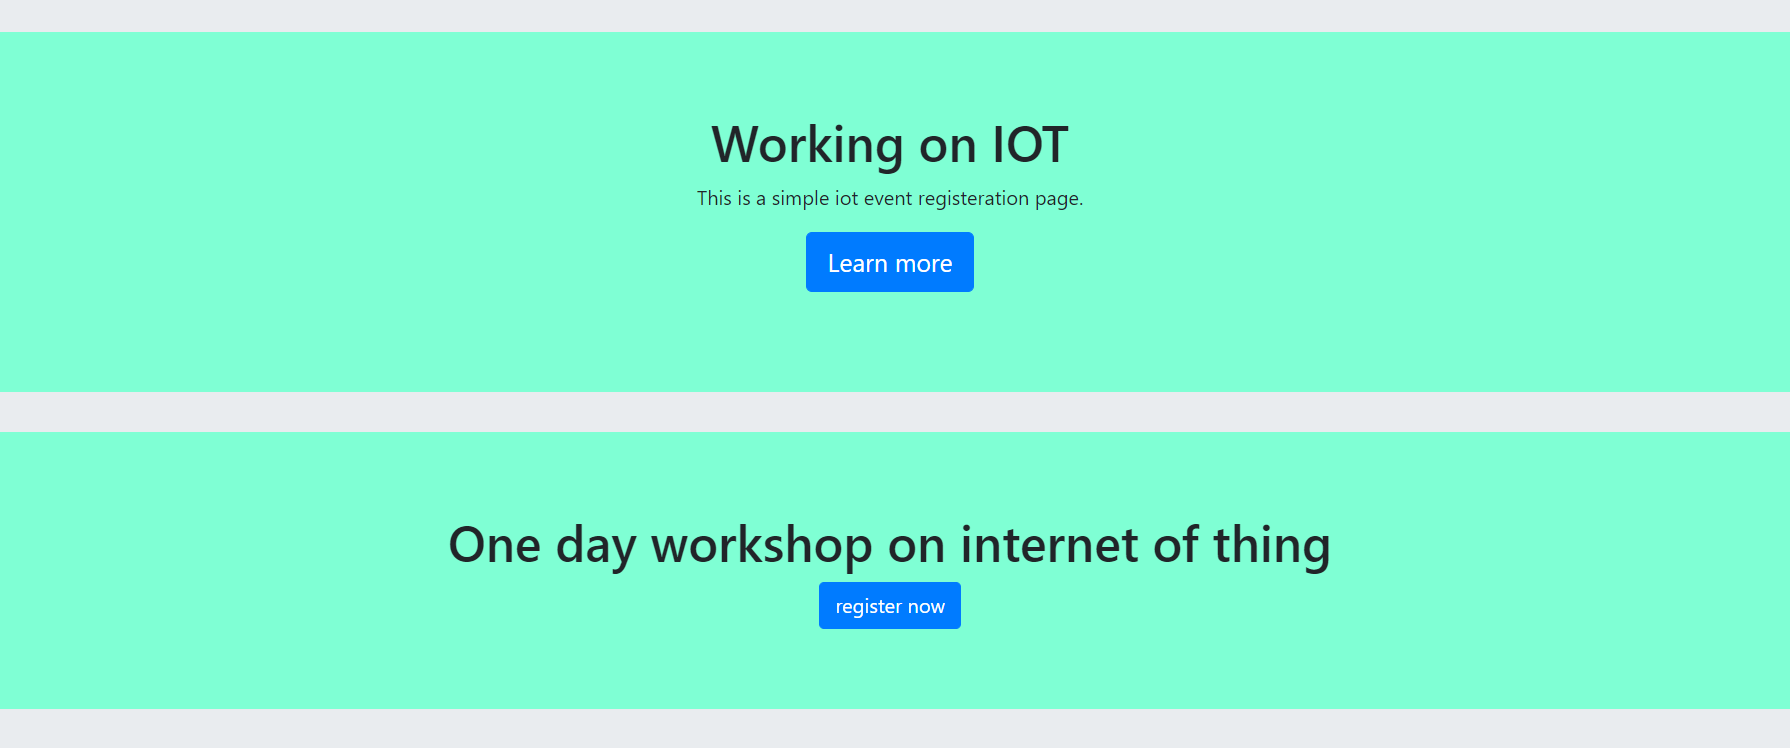 Working on IOT
This is a simple iot event registeration page.
Learn more
One day workshop on internet of thing
register now